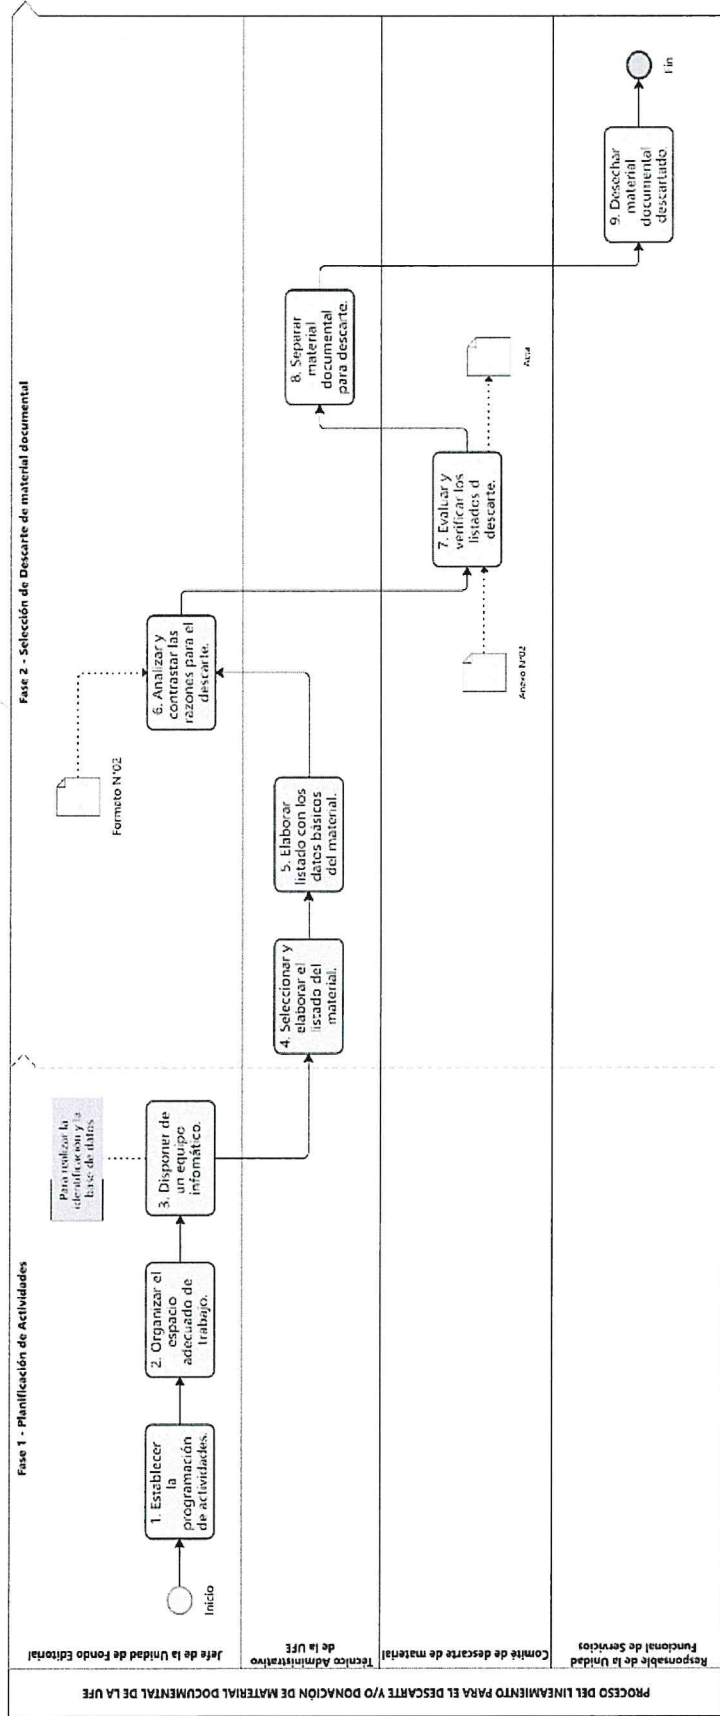 PROCESO DEL LINEAMIENTO PARA EL DESCARTE Y/O DONACIÓN DE MATERIAL DOCUMENTAL DE LA UFE
Fase 1 - Planificación de Actividades
Fase 2 - Selección de Descarte de material documental
Jefe de la Unidad de Fondo Editorial
Inicio
1. Establecer
la
programación
de actividades.
2. Organizar el
espacio
adecuado de
trabajo.
3. Disponer de
un equipo
infomático.
Para realizar la
identificación y la
base de datos
Formato N°02
6. Analizar y
contrastar las
razones para el
descarte.
Técnico Administrativo
de la UFE
4. Seleccionar y
elaborar el
listado del
material.
5. Elaborar
listado con los
datos básicos
del material.
8. Separar
material
documental
para descarte.
Comité de descarte de material
Anexo N°02
7. Evaluar y
verificar los
listados d
descarte.
Acta
Responsable de la Unidad
Funcional de Servicios
9. Desechar
material
documental
descartado.
Fin